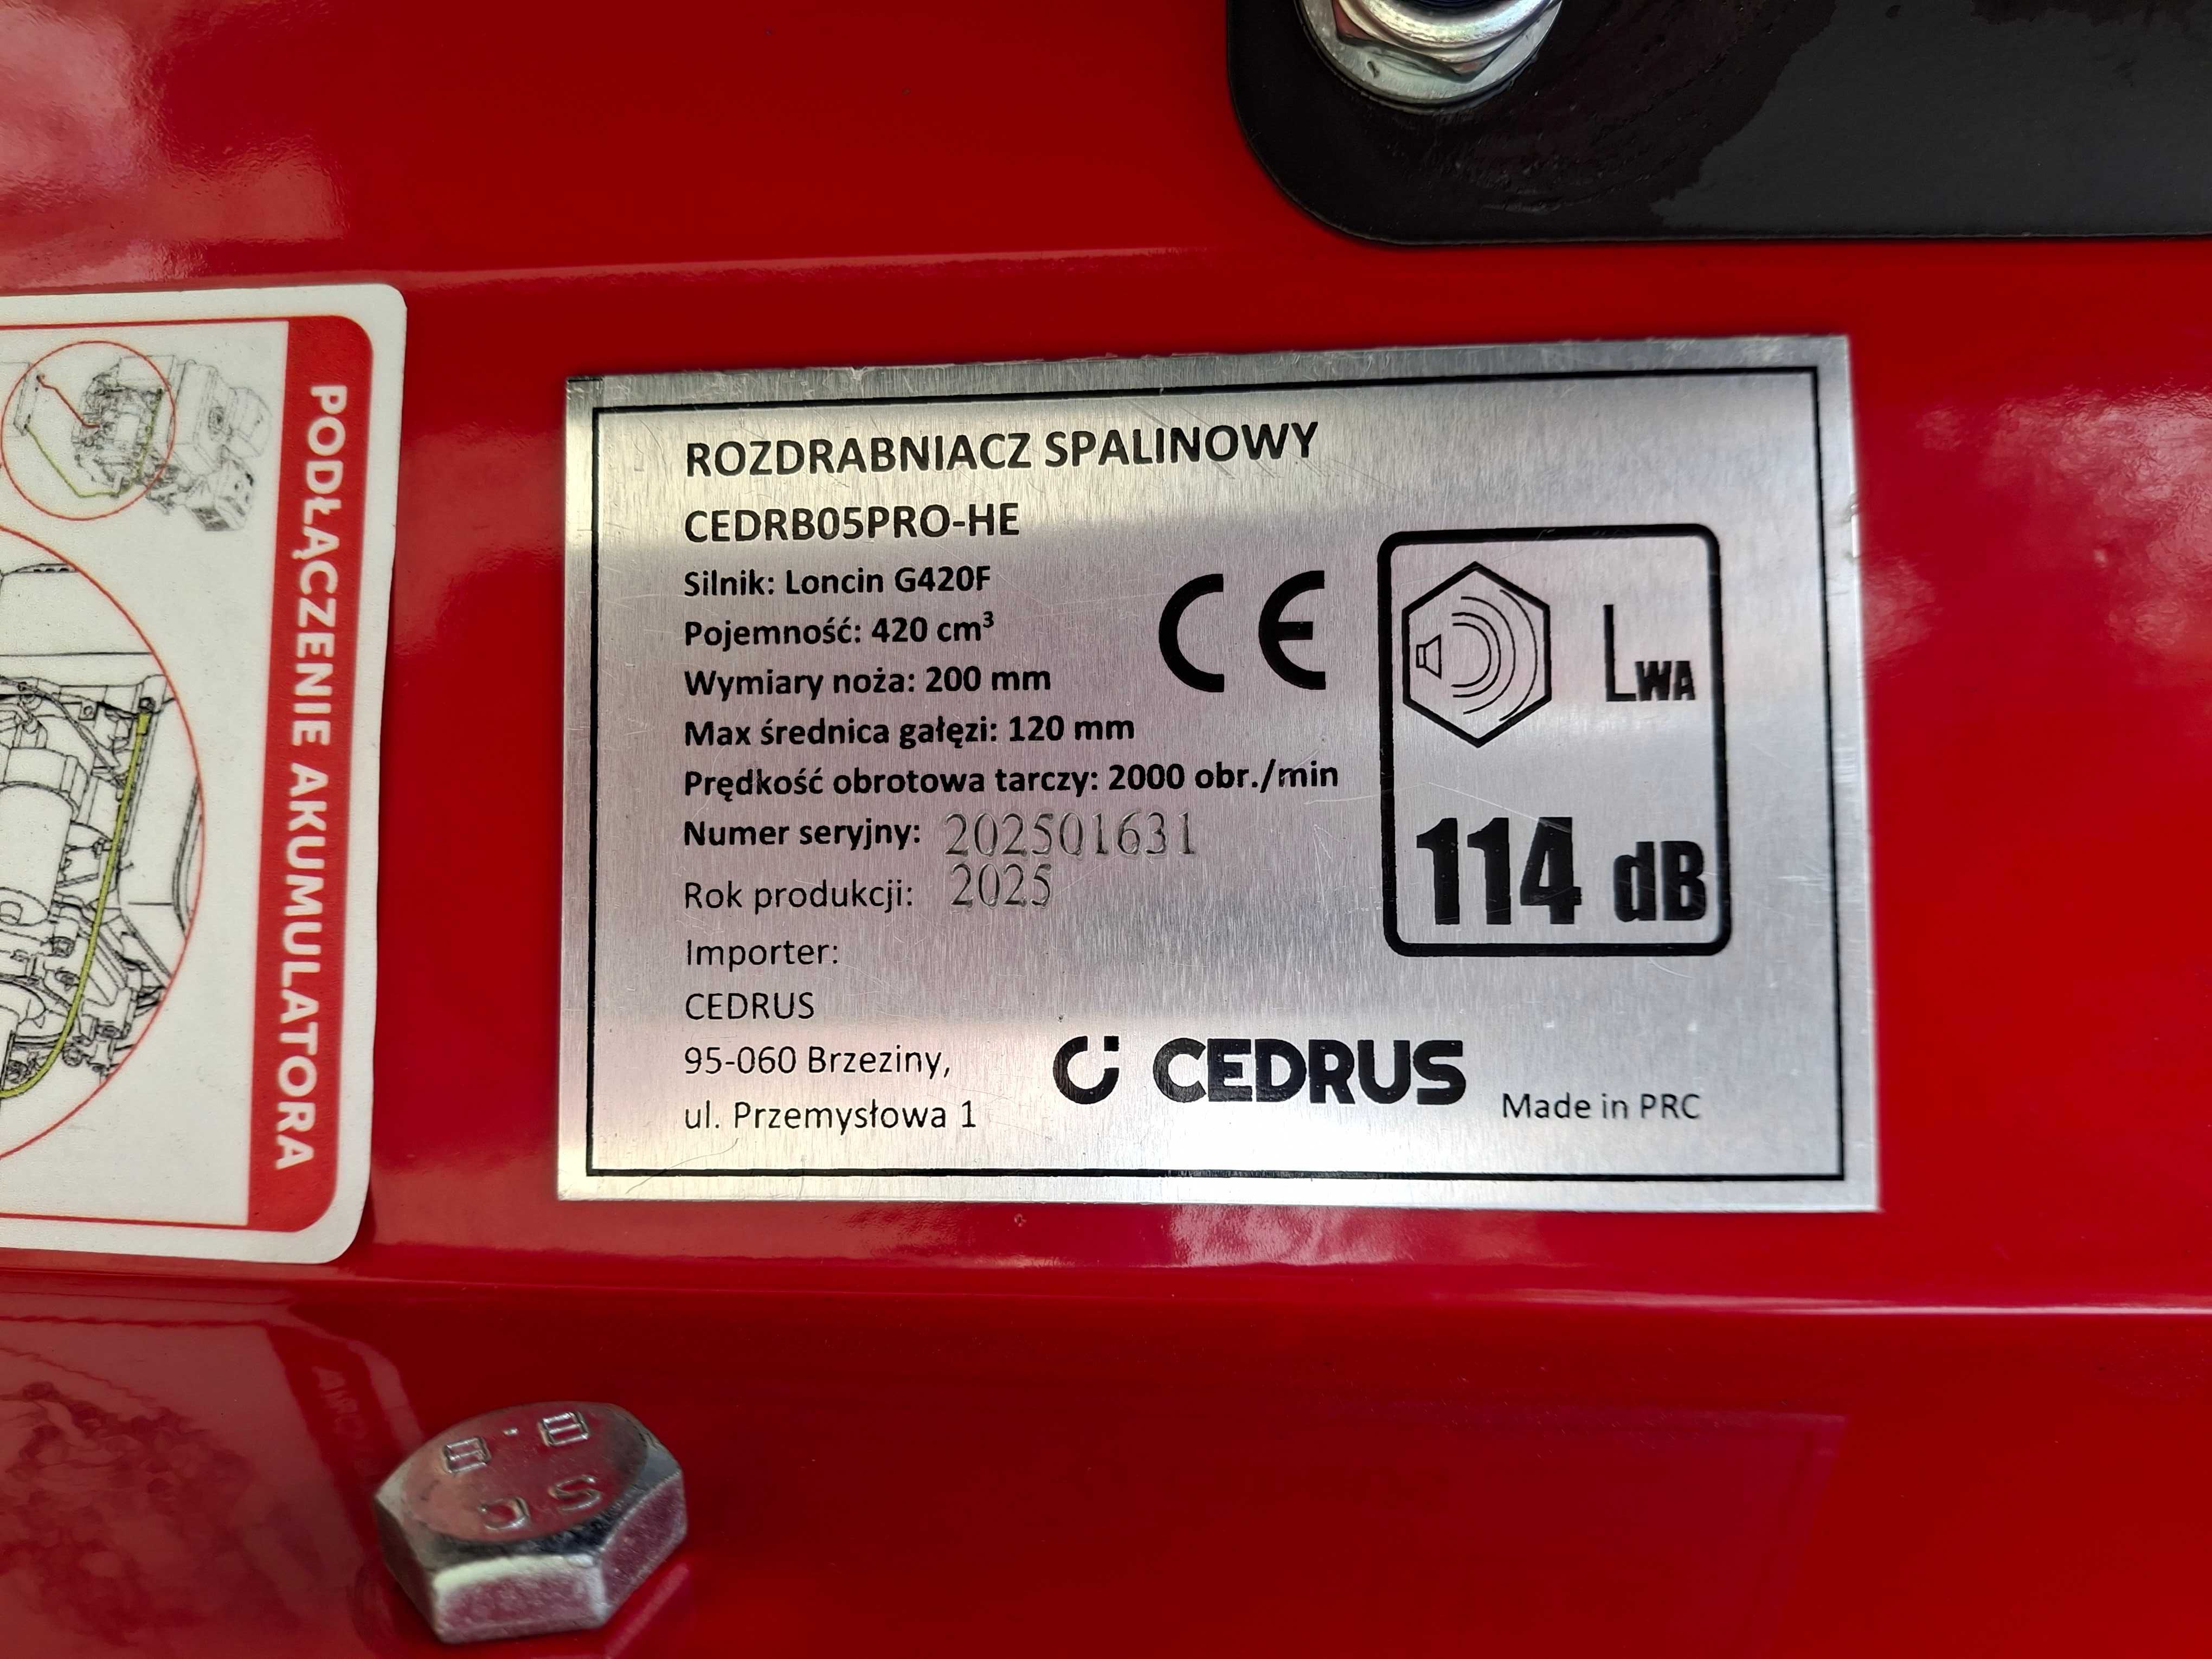 PODŁĄCZENIE AKUMULATORA
ROZDRABNIACZ SPALINOWY
CEDRB05PRO-HE
Silnik: Loncin G420F
Pojemność: 420 cm³
Wymiary noża: 200 mm
Max średnica gałęzi: 120 mm
Prędkość obrotowa tarczy: 2000 obr./min
Numer seryjny: 202501631
Rok produkcji: 2025
Importer:
CEDRUS
95-060 Brzeziny,
ul. Przemysłowa 1
CE
LWA
114 dB
CEDRUS
Made in PRC
8.8